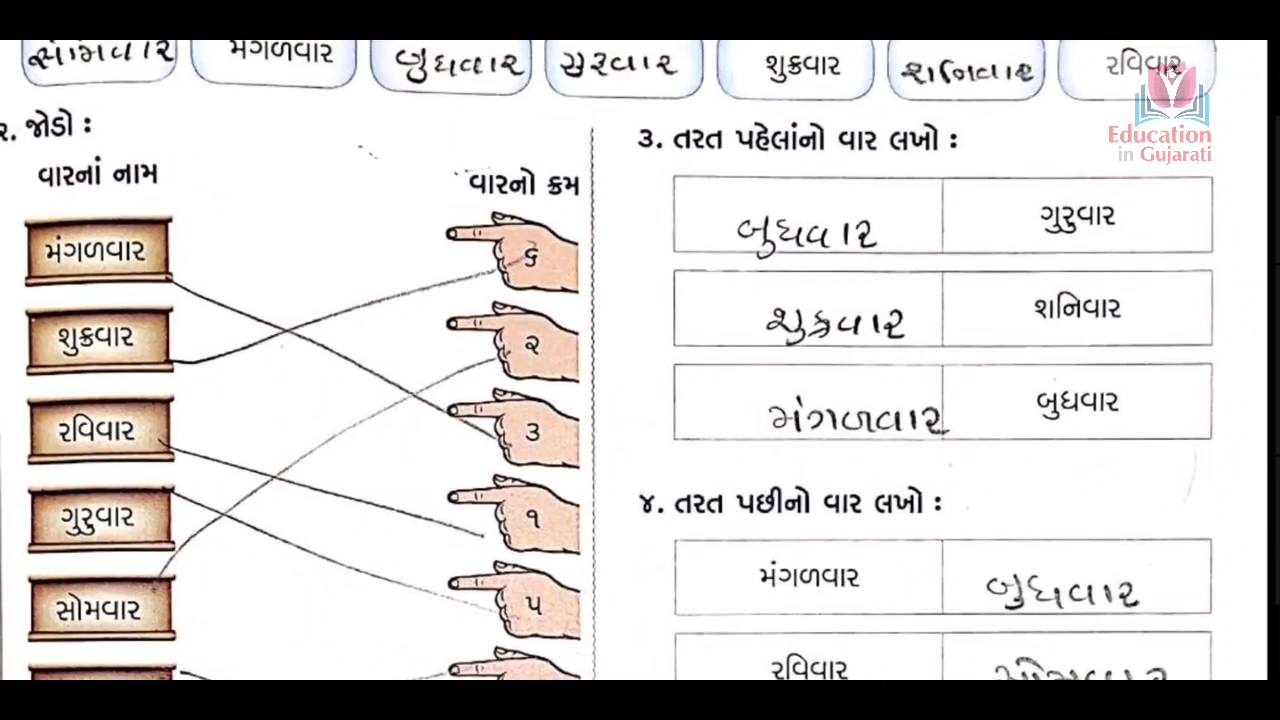 સોમવાર મંગળવાર બુધવાર ગુરુવાર શુક્રવાર શનિવાર રવિવાર
Education
in Gujarati
૨. જોડો :
વારનાં નામ વારનો ક્રમ
મંગળવાર ૬
શુક્રવાર ૨
રવિવાર ૩
ગુરુવાર ૧
સોમવાર ૫
૩. તરત પહેલાંનો વાર લખો :
બુધવાર ગુરુવાર
શુક્રવાર શનિવાર
મંગળવાર બુધવાર
૪. તરત પછીનો વાર લખો :
મંગળવાર બુધવાર
રવિવાર સોમવાર